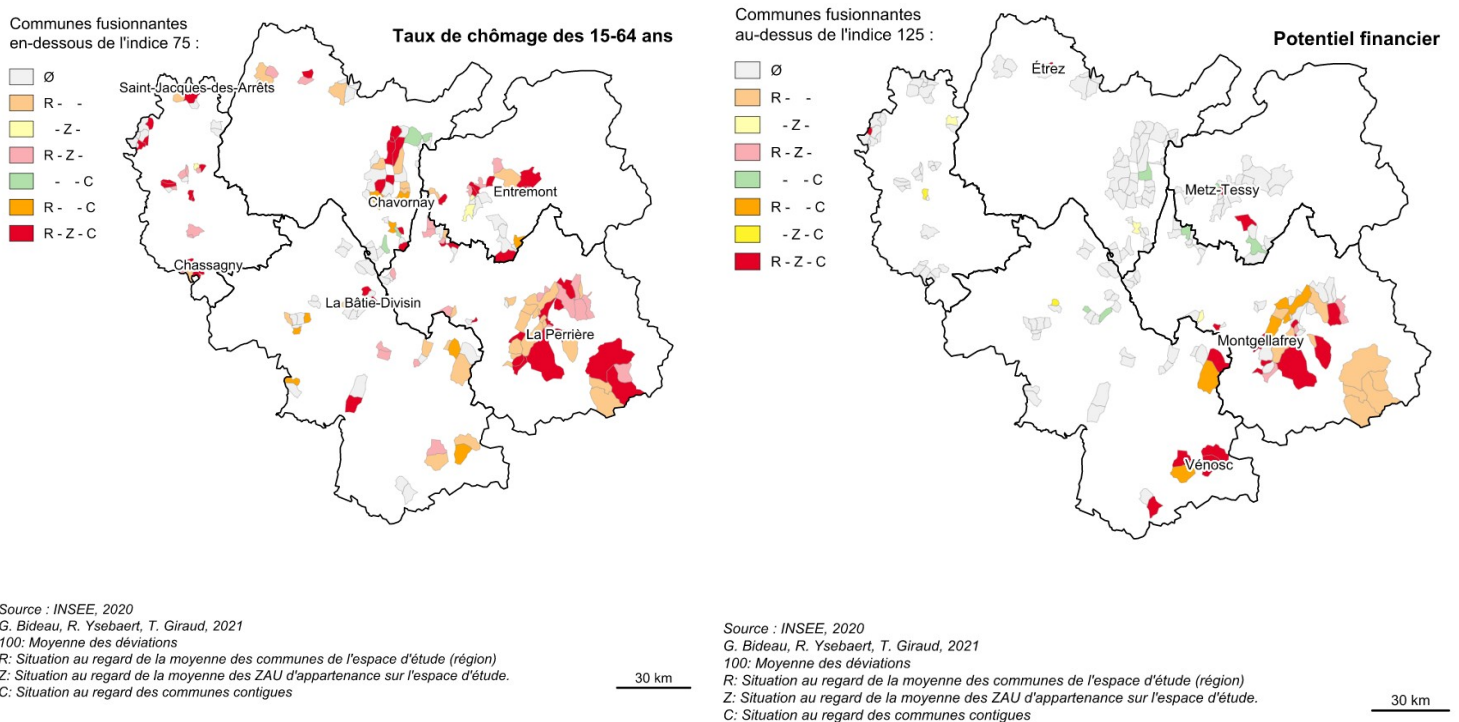 Communes fusionnantes
en-dessous de l'indice 75 :
Taux de chômage des 15-64 ans
Ø
R - -
- Z -
R - Z -
- - C
R - - C
R - Z - C
Saint-Jacques-des-Arrêts
Entremont
Chavornay
Chassagny
La Bâtie-Divisin
La Perrière
Source : INSEE, 2020
G. Bideau, R. Ysebaert, T. Giraud, 2021
100: Moyenne des déviations
R: Situation au regard de la moyenne des communes de l'espace d'étude (région)
Z: Situation au regard de la moyenne des ZAU d'appartenance sur l'espace d'étude.
C: Situation au regard des communes contigues
30 km
Communes fusionnantes
au-dessus de l'indice 125 :
Potentiel financier
Ø
R - -
- Z -
R - Z -
- - C
R - - C
- Z - C
R - Z - C
Étrez
Metz-Tessy
Montgellafrey
Vénosc
Source : INSEE, 2020
G. Bideau, R. Ysebaert, T. Giraud, 2021
100: Moyenne des déviations
R: Situation au regard de la moyenne des communes de l'espace d'étude (région)
Z: Situation au regard de la moyenne des ZAU d'appartenance sur l'espace d'étude.
C: Situation au regard des communes contigues
30 km